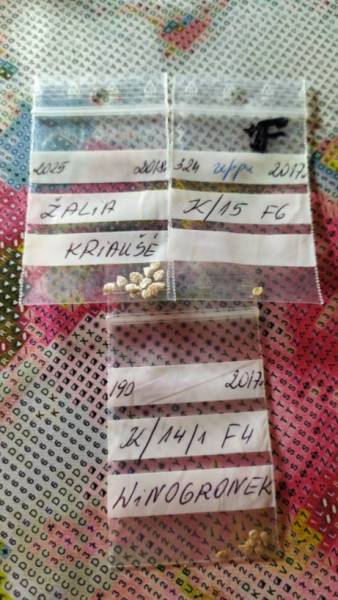 2025 2018
ŽALIA
KRIAUŠĖ
F
324 2017
K/15 F6
190 2017
K/14/1 F4
WINOGRONEK